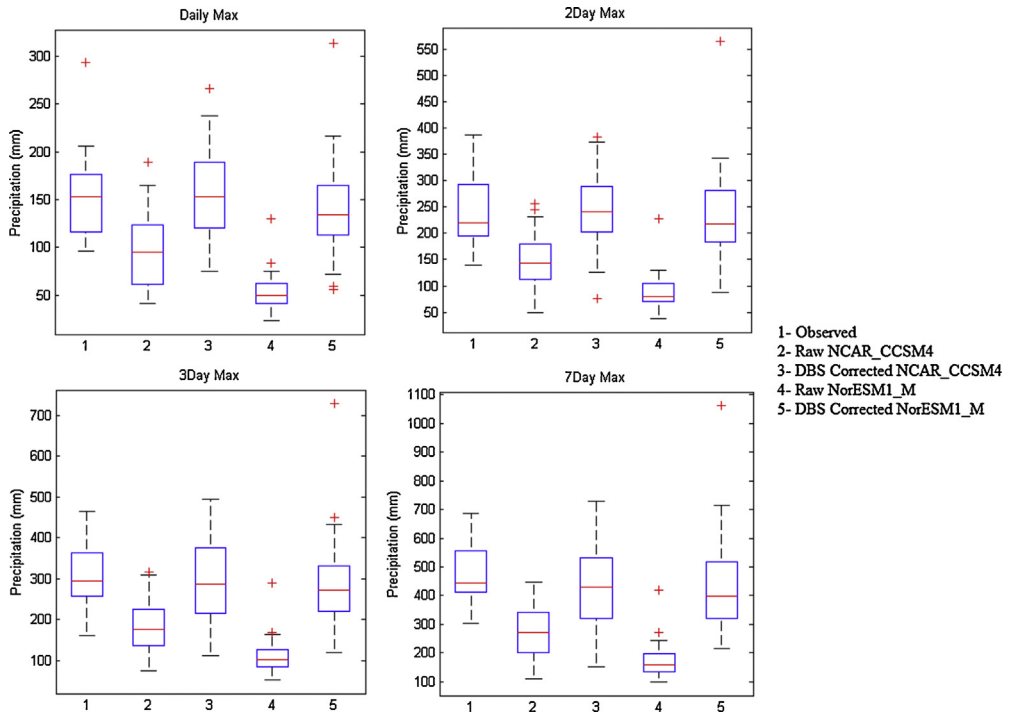 Daily Max
Precipitation (mm)
300
250
200
150
100
50
1 2 3 4 5
2Day Max
Precipitation (mm)
550
500
450
400
350
300
250
200
150
100
50
1 2 3 4 5
3Day Max
Precipitation (mm)
700
600
500
400
300
200
100
1 2 3 4 5
7Day Max
Precipitation (mm)
1100
1000
900
800
700
600
500
400
300
200
100
1 2 3 4 5
1- Observed
2- Raw NCAR_CCSM4
3- DBS Corrected NCAR_CCSM4
4- Raw NorESM1_M
5- DBS Corrected NorESM1_M